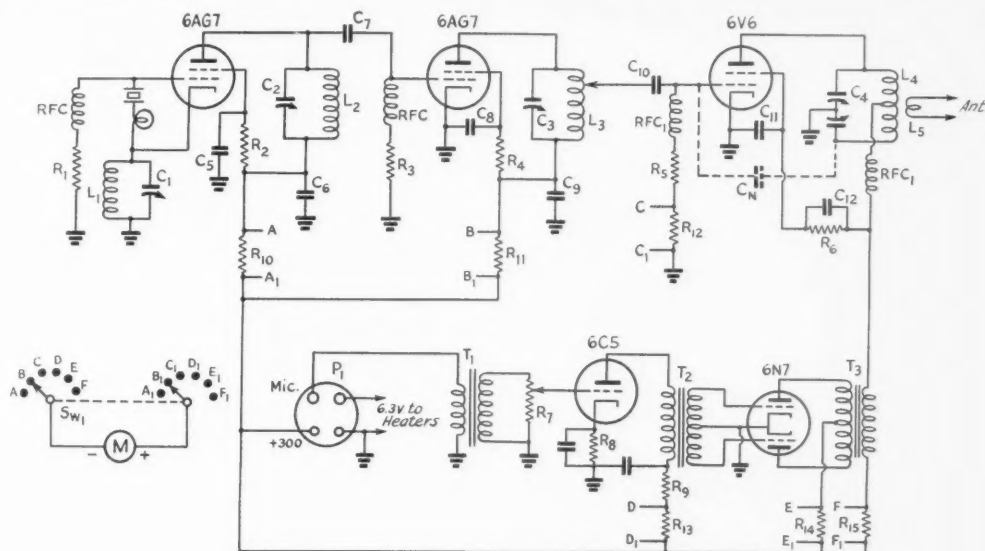 6AG7
C7
6AG7
6V6
C10
L4
C2
L2
C3
L3
C4
C11
Ant.
L5
RFC
RFC
C8
RFC1
R1
C5
R2
R3
R4
R5
CN
RFC1
L1
C1
C6
C9
C
C12
R12
R6
A
B
C1
R10
R11
A1
B1
6C5
T1
T2
6N7
T3
C D E
B
A F
C1 D1
B1 E1
A1 F1
SW1
Mic.
P1
6.3V to
Heaters
+300
R7
R8
R9
- M +
D
R13
D1
E
R14
E1
F
R15
F1